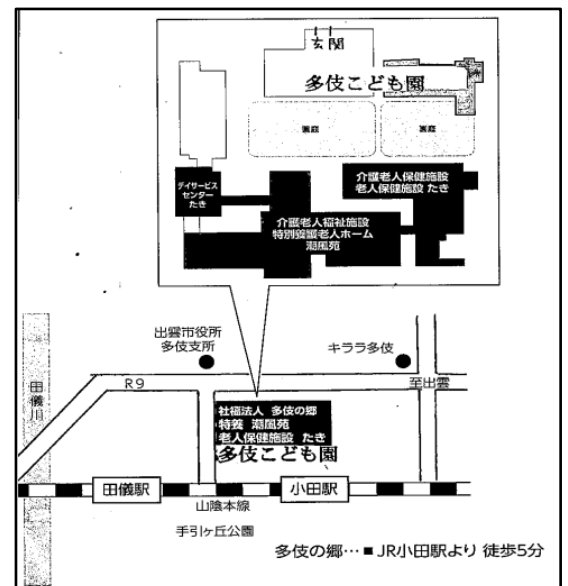 玄関
多伎こども園
園庭
園庭
デイサービス
センター
たき
介護老人保健施設
老人保健施設 たき
介護老人福祉施設
特別養護老人ホーム
潮風苑
出雲市役所
多伎支所
キララ多伎
田儀川
R9
至出雲
社福法人 多伎の郷
特養 潮風苑
老人保健施設 たき
多伎こども園
田儀駅
小田駅
山陰本線
手引ヶ丘公園
多伎の郷…■JR小田駅より 徒歩5分